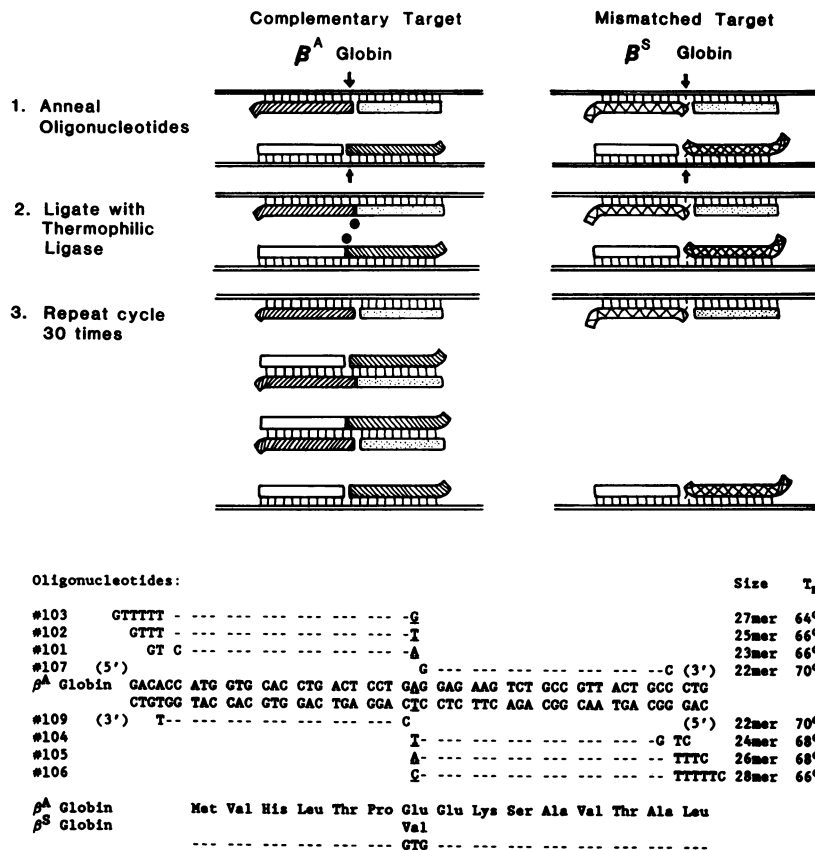 Complementary Target
Mismatched Target
βA Globin
βS Globin
1. Anneal
Oligonucleotides
2. Ligate with
Thermophilic
Ligase
3. Repeat cycle
30 times
Oligonucleotides: Size
#103 GTTTTT - --- --- --- --- --- --- --- -G 27mer 64
#102 GTTT - --- --- --- --- --- --- --- -T 25mer 66
#101 GT C --- --- --- --- --- --- --- -A 23mer 66
#107 (5') G --- --- --- --- --- --- --C (3') 22mer 70
βA Globin GACACC ATG GTG CAC CTG ACT CCT GAG GAG AAG TCT GCC GTT ACT GCC CTG
CTGTGG TAC CAC GTG GAC TGA GGA CTC CTC TTC AGA CGG CAA TGA CGG GAC
#109 (3') T-- --- --- --- --- --- --- C (5') 22mer 70
#104 T- --- --- --- --- --- --- --G TC 24mer 68
#105 A- --- --- --- --- --- --- --- TTTC 26mer 68
#106 C- --- --- --- --- --- --- --- TTTTTC 28mer 66
βA Globin Met Val His Leu Thr Pro Glu Glu Lys Ser Ala Val Thr Ala Leu
βS Globin Val
--- --- --- --- --- --- GTG --- --- --- --- --- --- --- ---